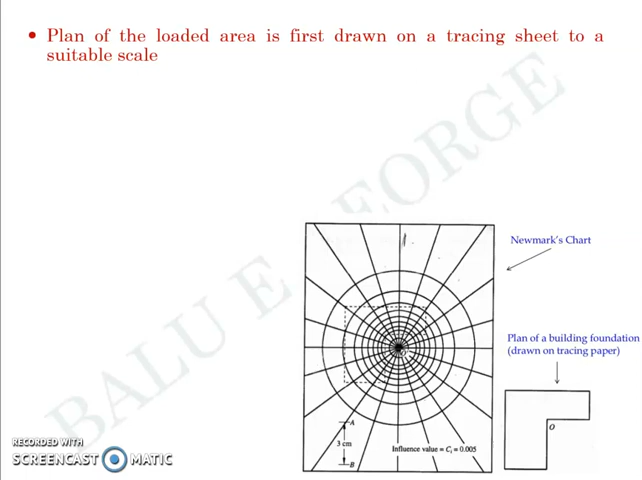 • Plan of the loaded area is first drawn on a tracing sheet to a
suitable scale
BALU E GEORGE
Newmark's Chart
Plan of a building foundation
(drawn on tracing paper)
O
A
3 cm
B
Influence value = Cᵢ = 0.005
RECORDED WITH
SCREENCAST MATIC